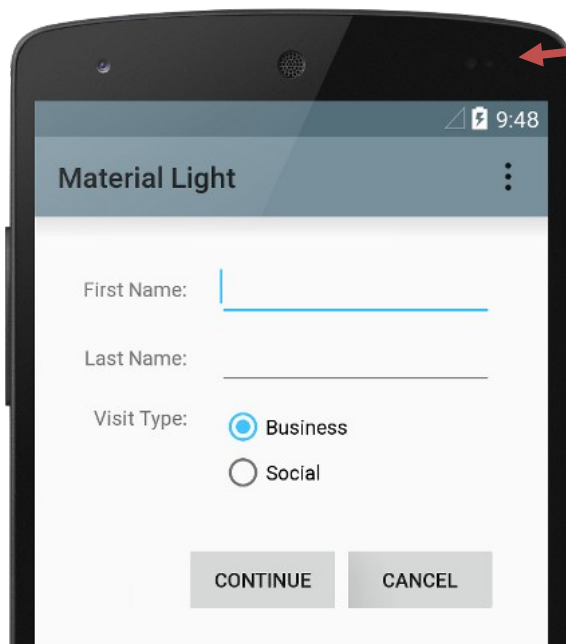 9:48
Material Light
First Name:
Last Name:
Visit Type:
Business
Social
CONTINUE
CANCEL